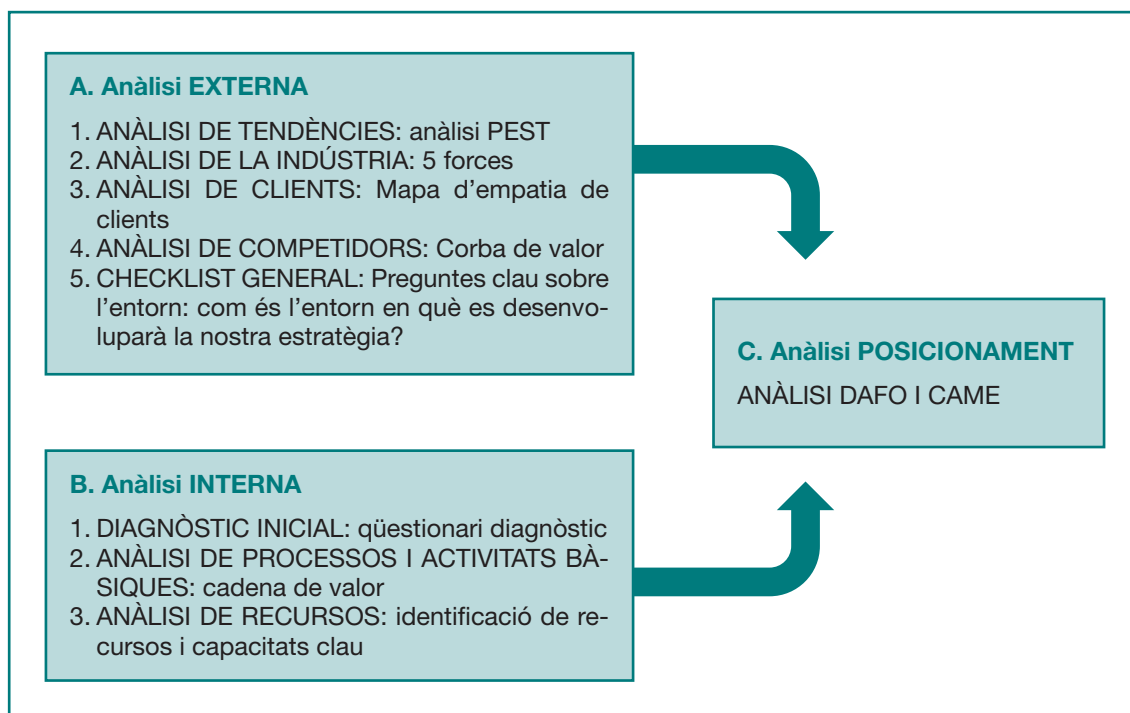 A. Anàlisi EXTERNA
1. ANÀLISI DE TENDÈNCIES: anàlisi PEST
2. ANÀLISI DE LA INDÚSTRIA: 5 forces
3. ANÀLISI DE CLIENTS: Mapa d’empatia de
clients
4. ANÀLISI DE COMPETIDORS: Corba de valor
5. CHECKLIST GENERAL: Preguntes clau sobre
l’entorn: com és l’entorn en què es desenvo-
luparà la nostra estratègia?
C. Anàlisi POSICIONAMENT
ANÀLISI DAFO I CAME
B. Anàlisi INTERNA
1. DIAGNÒSTIC INICIAL: qüestionari diagnòstic
2. ANÀLISI DE PROCESSOS I ACTIVITATS BÀ-
SIQUES: cadena de valor
3. ANÀLISI DE RECURSOS: identificació de re-
cursos i capacitats clau